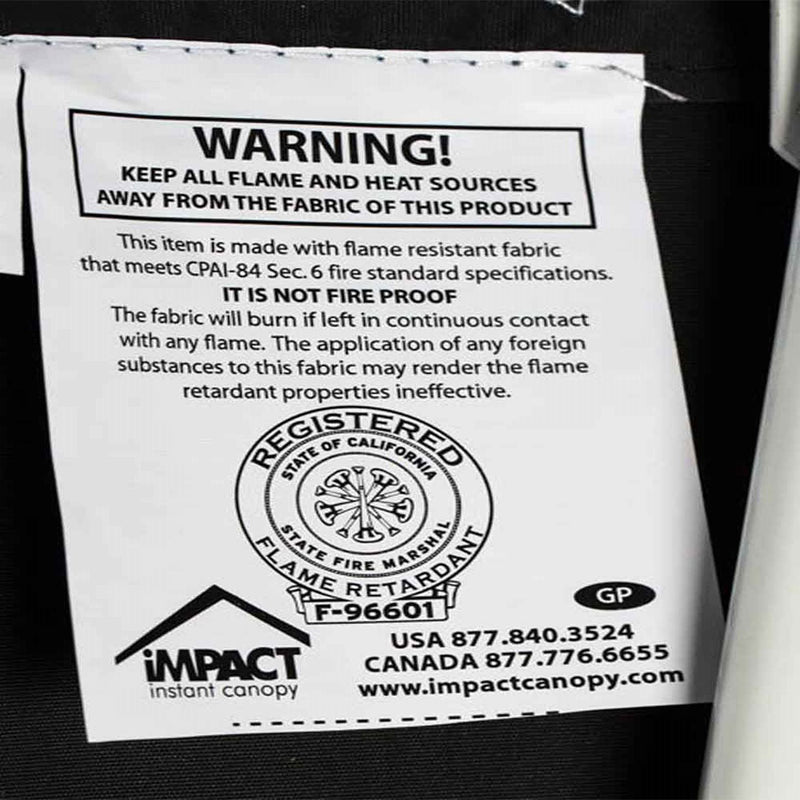 WARNING!
KEEP ALL FLAME AND HEAT SOURCES
AWAY FROM THE FABRIC OF THIS PRODUCT
This item is made with flame resistant fabric
that meets CPAI-84 Sec. 6 fire standard specifications.
IT IS NOT FIRE PROOF
The fabric will burn if left in continuous contact
with any flame. The application of any foreign
substances to this fabric may render the flame
retardant properties ineffective.
REGISTERED
STATE OF CALIFORNIA
STATE FIRE MARSHAL
FLAME RETARDANT
F-96601
GP
iMPACT
instant canopy
USA 877.840.3524
CANADA 877.776.6655
www.impactcanopy.com